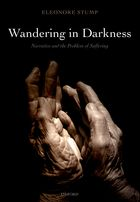 ELEONORE STUMP
Wandering in Darkness
Narrative and the Problem of Suffering
OXFORD